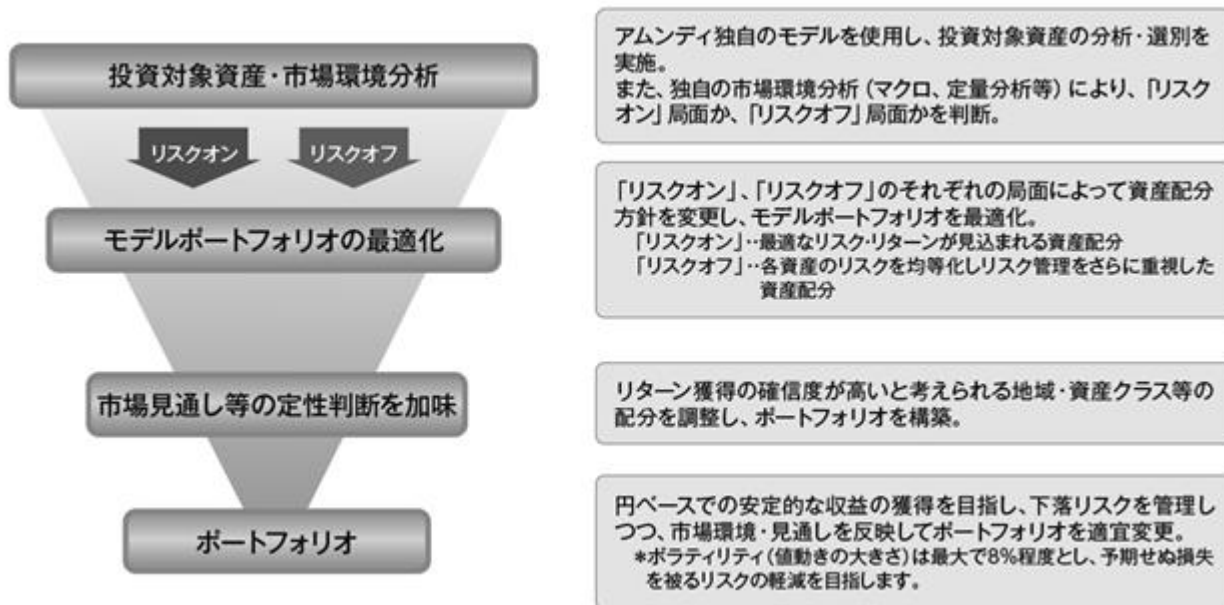 投資対象資産・市場環境分析
アムンディ独自のモデルを使用し、投資対象資産の分析・選別を
実施。
また、独自の市場環境分析（マクロ、定量分析等）により、「リスク
オン」局面か、「リスクオフ」局面かを判断。
リスクオン
リスクオフ
モデルポートフォリオの最適化
「リスクオン」、「リスクオフ」のそれぞれの局面によって資産配分
方針を変更し、モデルポートフォリオを最適化。
「リスクオン」‥最適なリスク・リターンが見込まれる資産配分
「リスクオフ」‥各資産のリスクを均等化しリスク管理をさらに重視した
資産配分
市場見通し等の定性判断を加味
リターン獲得の確信度が高いと考えられる地域・資産クラス等の
配分を調整し、ポートフォリオを構築。
ポートフォリオ
円ベースでの安定的な収益の獲得を目指し、下落リスクを管理し
つつ、市場環境・見通しを反映してポートフォリオを適宜変更。
＊ボラティリティ（値動きの大きさ）は最大で8％程度とし、予期せぬ損失
を被るリスクの軽減を目指します。